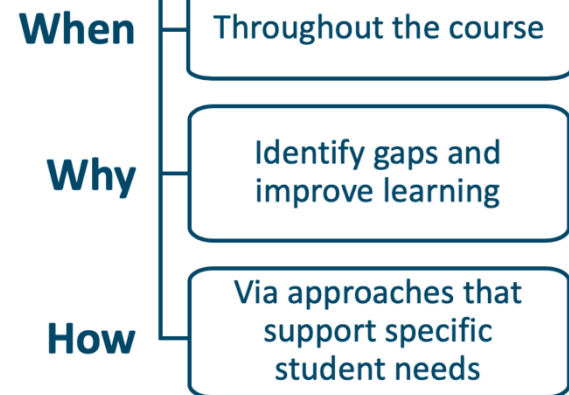 When
Throughout the course
Why
Identify gaps and
improve learning
How
Via approaches that
support specific
student needs